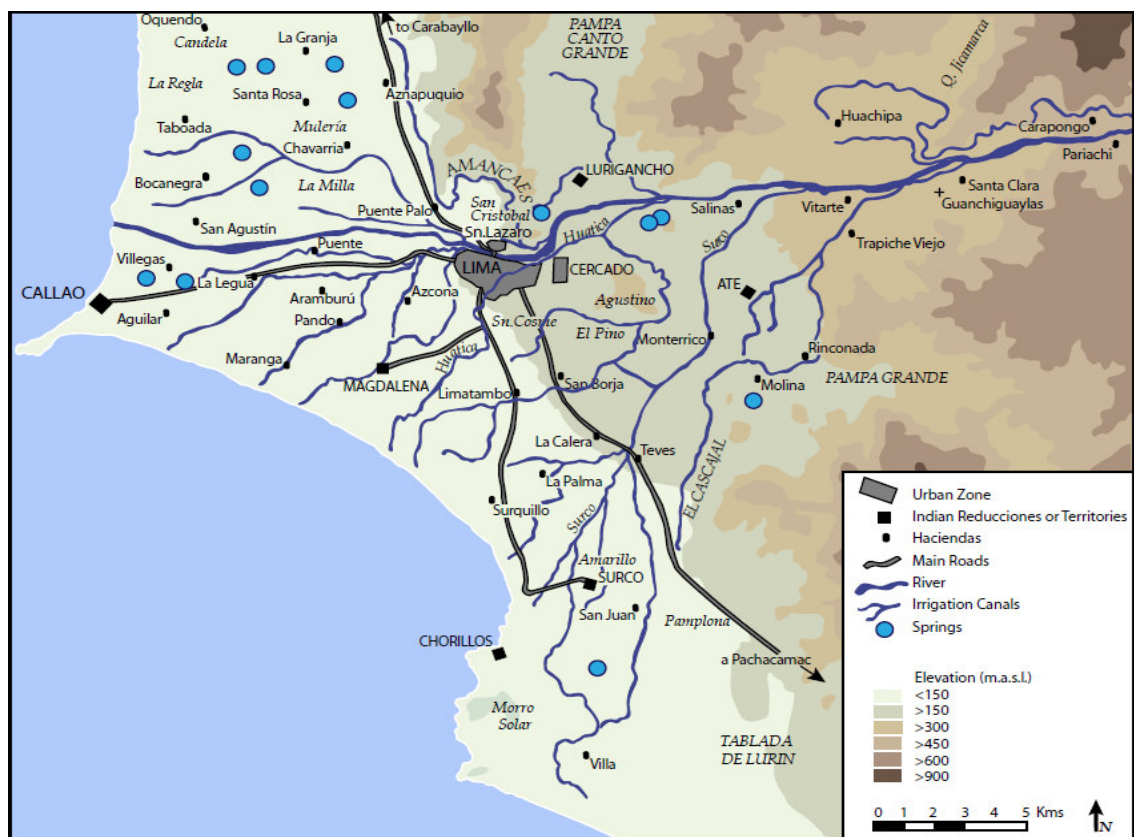 Oquendo
Candela
La Granja
to Carabayllo
PAMPA
CANTO
GRANDE
Q. Jicamarca
La Regla
Santa Rosa
Aznapuquio
Huachipa
Carapongo
Taboada
Mulería
Chavarria
Pariachi
AMANCAES
LURIGANCHO
Bocanegra
La Milla
San
Cristobal
Santa Clara
Guanchiguaylas
Puente Palo
Salinas
Vitarte
San Agustín
Sn.Lazaro
Huatica
Surco
Trapiche Viejo
Puente
Villegas
LIMA
CERCADO
La Legua
ATE
CALLAO
Aramburú
Azcona
Agustino
Aguilar
Pando
Sn.Cosme
El Pino
Monterrico
Rinconada
Maranga
Huatica
MAGDALENA
San Borja
Molina
PAMPA GRANDE
Limatambo
La Calera
Teves
La Palma
EL CASCAJAL
Surquillo
Surco
Amarillo
SURCO
San Juan
Pamplona
CHORILLOS
a Pachacamac
Morro
Solar
TABLADA
DE LURIN
Villa
Urban Zone
Indian Reducciones or Territories
Haciendas
Main Roads
River
Irrigation Canals
Springs
Elevation (m.a.s.l.)
<150
>150
>300
>450
>600
>900
0 1 2 3 4 5 Kms
N